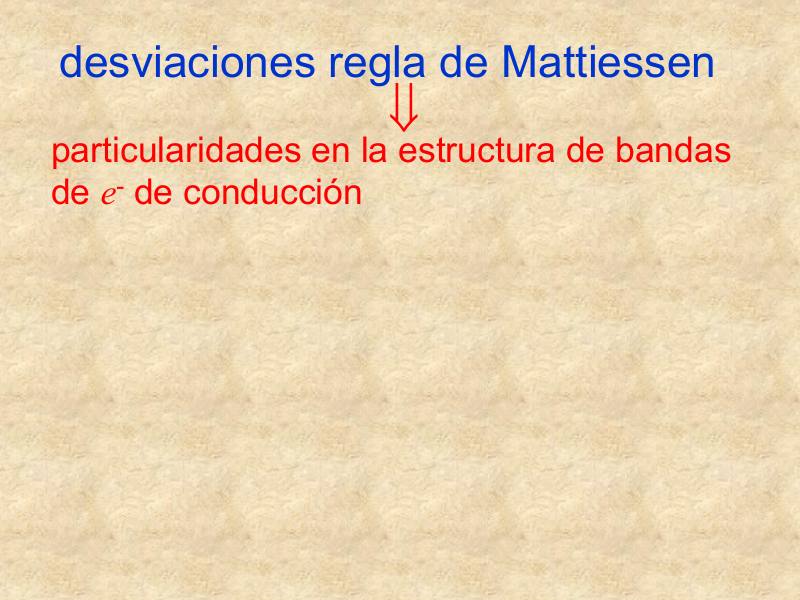 desviaciones regla de Mattiessen
⇓
particularidades en la estructura de bandas
de e- de conducción